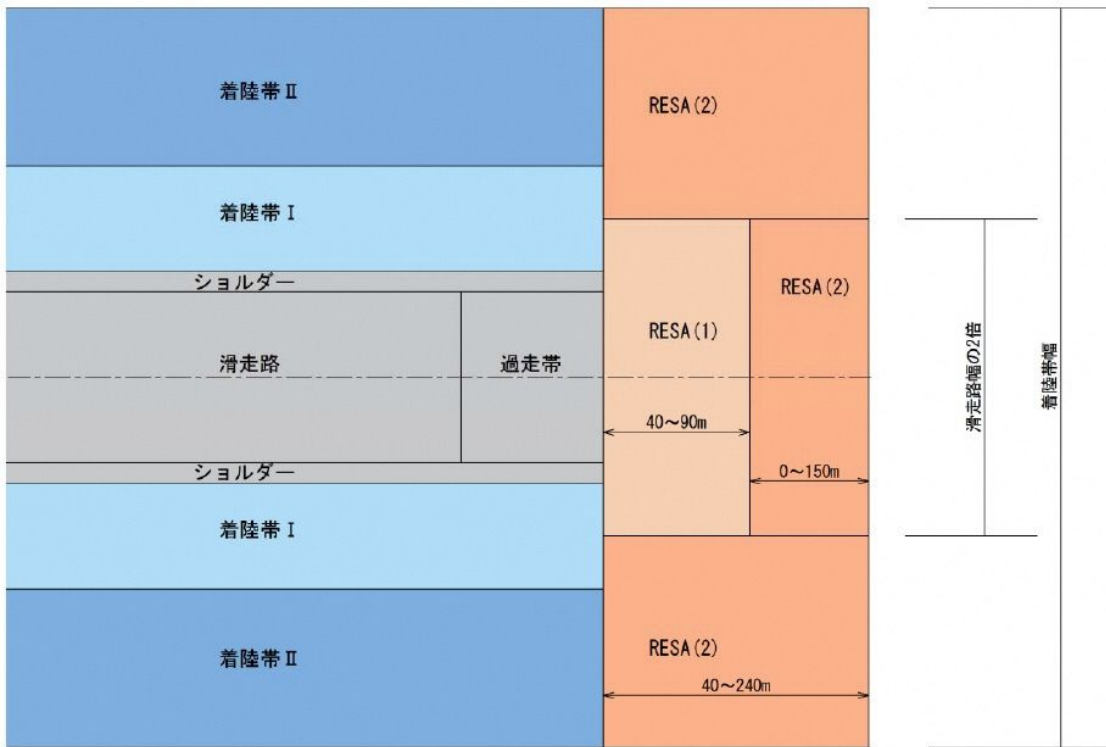 着陸帯Ⅱ
RESA(2)
着陸帯Ⅰ
ショルダー
RESA(2)
RESA(1)
滑走路
過走帯
40～90m
滑走路幅の2倍
着陸帯幅
ショルダー
0～150m
着陸帯Ⅰ
着陸帯Ⅱ
RESA(2)
40～240m